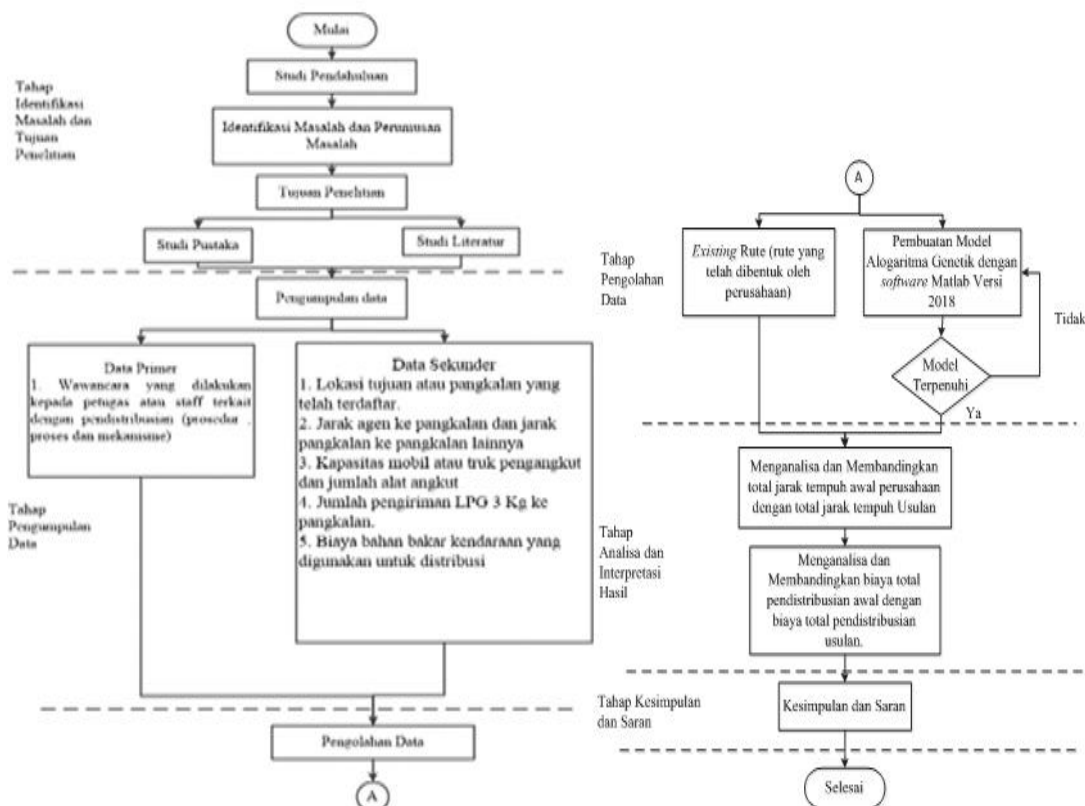 Mulai
Tahap
Identifikasi
Masalah dan
Tujuan
Penelitian
Studi Pendahuluan
Identifikasi Masalah dan Perumusan
Masalah
Tujuan Penelitian
Studi Pustaka
Studi Literatur
Pengumpulan data
Data Primer
1. Wawancara yang dilakukan
kepada petugas atau staff terkait
dengan pendistribusian (prosedur ,
proses dan mekanisme)
Data Sekunder
1. Lokasi tujuan atau pangkalan yang
telah terdaftar.
2. Jarak agen ke pangkalan dan jarak
pangkalan ke pangkalan lainnya
3. Kapasitas mobil atau truk pengangkut
dan jumlah alat angkut
4. Jumlah pengiriman LPG 3 Kg ke
pangkalan.
5. Biaya bahan bakar kendaraan yang
digunakan untuk distribusi
Tahap
Pengumpulan
Data
Pengolahan Data
A
A
Tahap
Pengolahan
Data
Existing Rute (rute yang
telah dibentuk oleh
perusahaan)
Pembuatan Model
Alogaritma Genetik dengan
software Matlab Versi
2018
Tidak
Model
Terpenuhi
Ya
Tahap
Analisa dan
Interpretasi
Hasil
Menganalisa dan Membandingkan
total jarak tempuh awal perusahaan
dengan total jarak tempuh Usulan
Menganalisa dan
Membandingkan biaya total
pendistribusian awal dengan
biaya total pendistribusian
usulan.
Tahap Kesimpulan
dan Saran
Kesimpulan dan Saran
Selesai